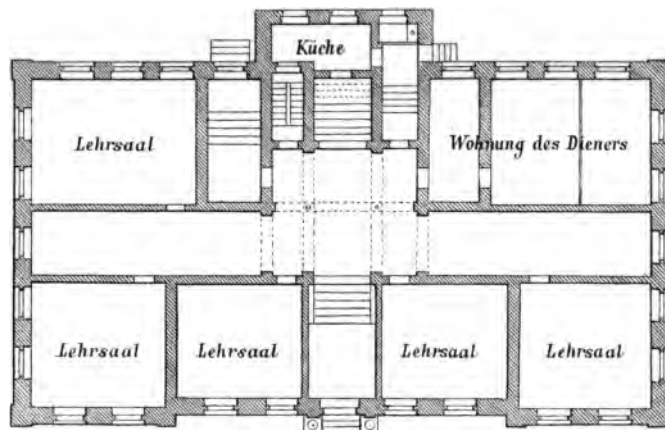 Küche
Lehrsaal
Wohnung des Dieners
Lehrsaal
Lehrsaal
Lehrsaal
Lehrsaal